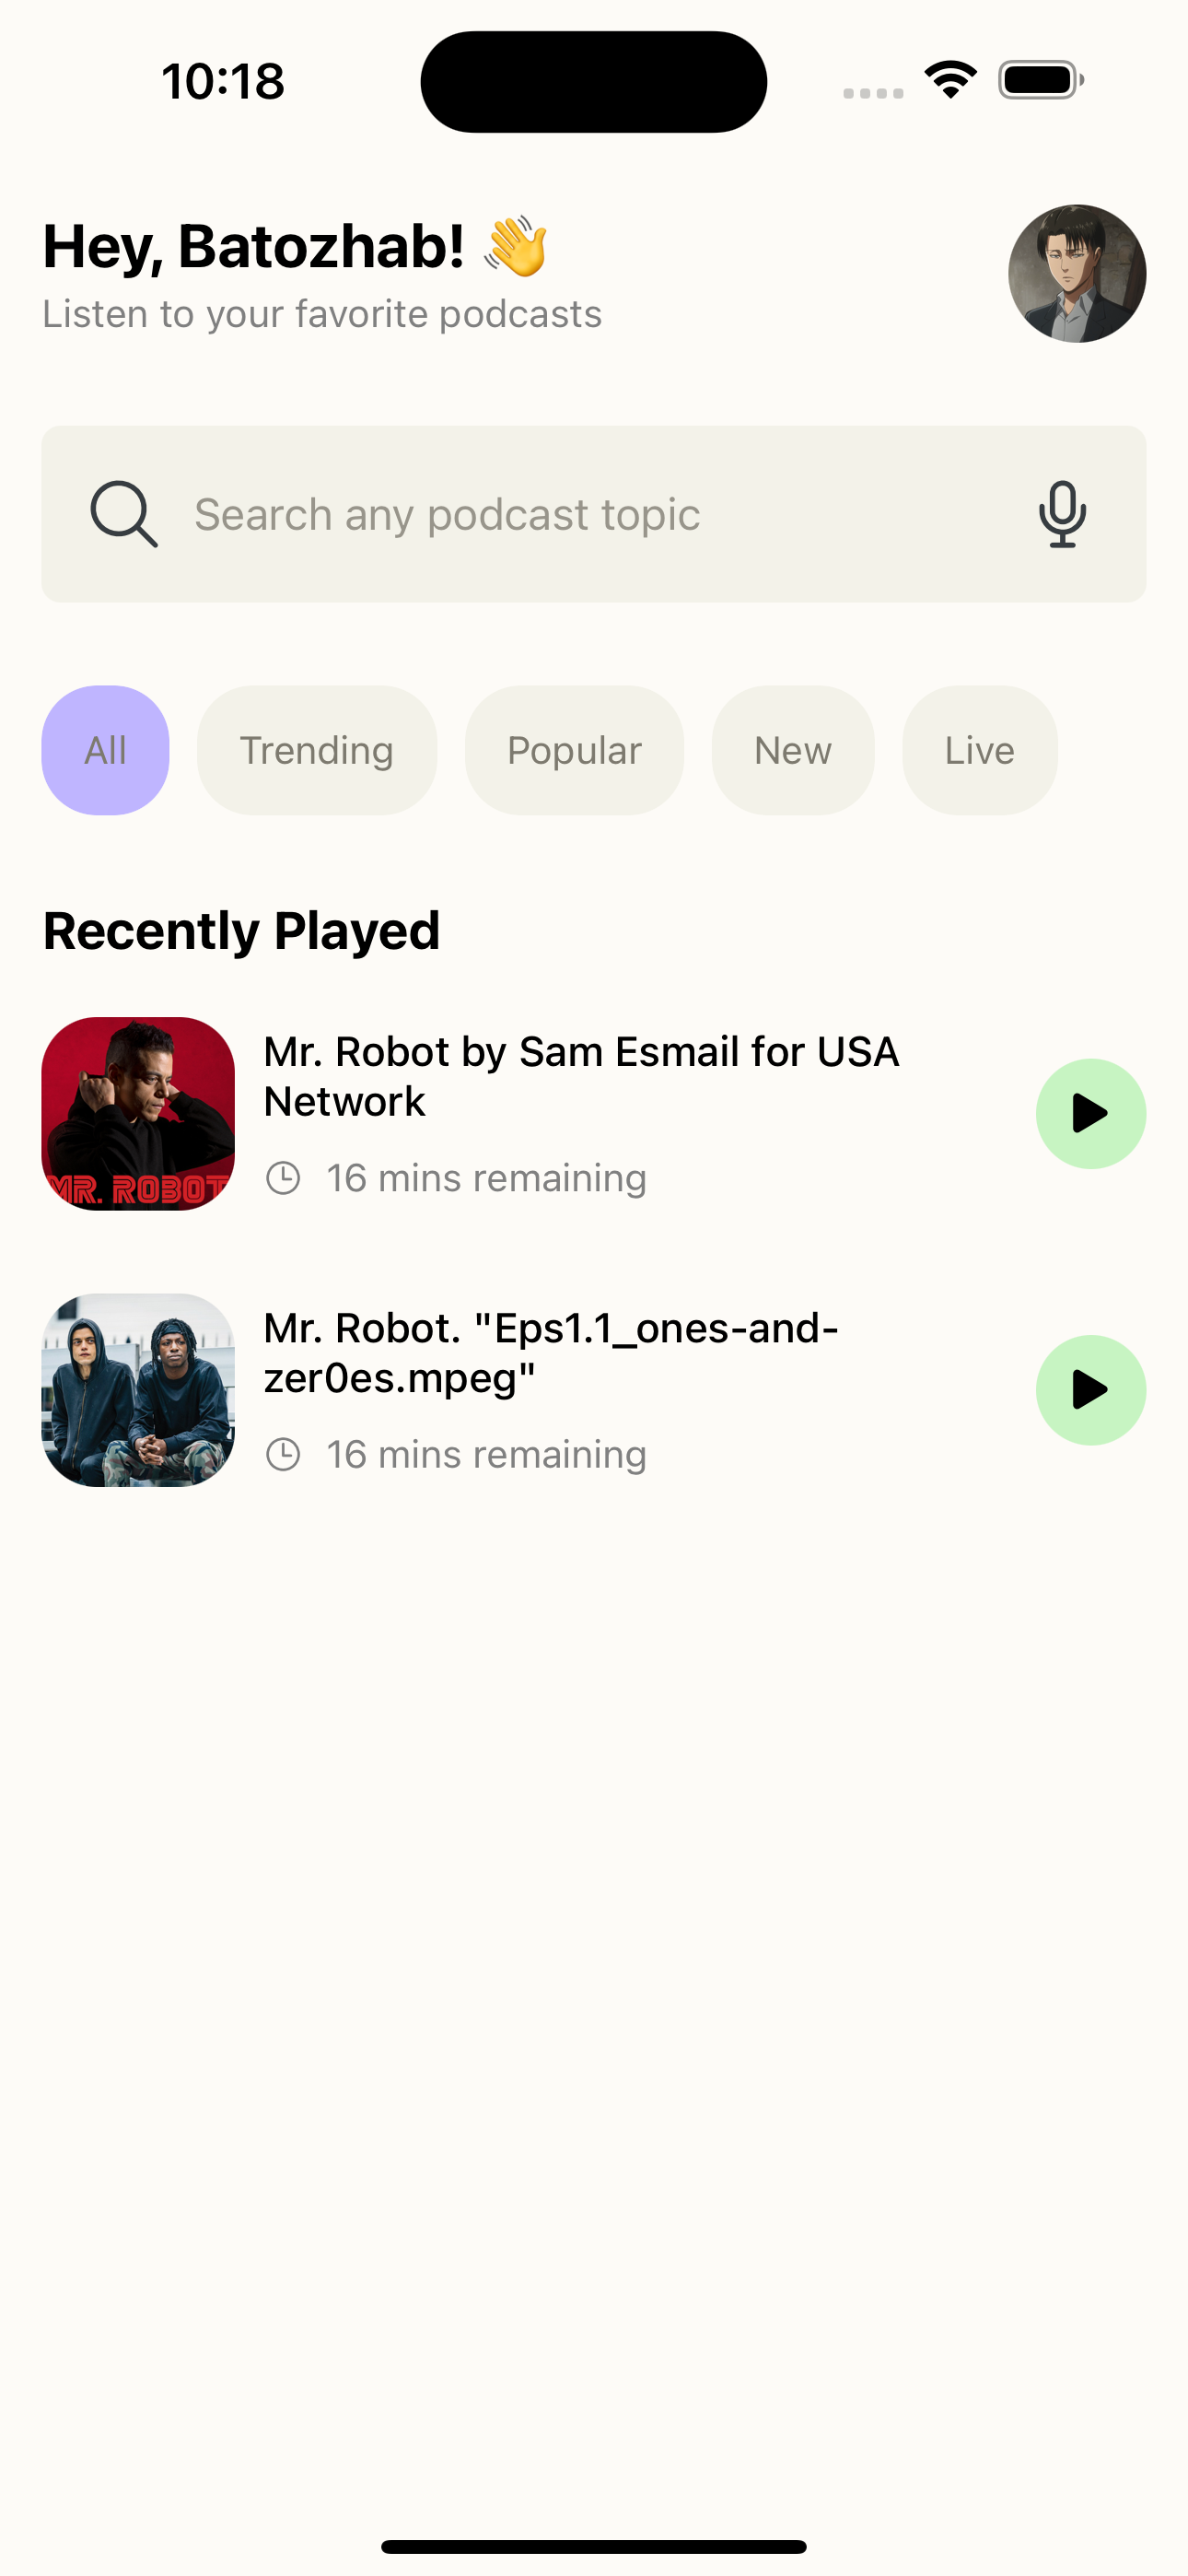 10:18
Hey, Batozhab! 👋
Listen to your favorite podcasts
Search any podcast topic
All
Trending
Popular
New
Live
Recently Played
Mr. Robot by Sam Esmail for USA
Network
16 mins remaining
MR. ROBOT
Mr. Robot. "Eps1.1_ones-and-
zer0es.mpeg"
16 mins remaining